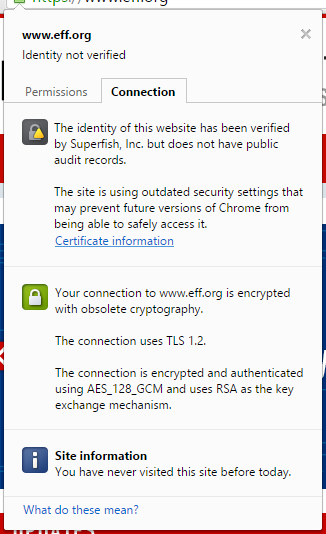 https://www.eff.org
www.eff.org
Identity not verified
Permissions
Connection
The identity of this website has been verified
by Superfish, Inc. but does not have public
audit records.
The site is using outdated security settings that
may prevent future versions of Chrome from
being able to safely access it.
Certificate information
Your connection to www.eff.org is encrypted
with obsolete cryptography.
The connection uses TLS 1.2.
The connection is encrypted and authenticated
using AES_128_GCM and uses RSA as the key
exchange mechanism.
Site information
You have never visited this site before today.
What do these mean?
UPDATES